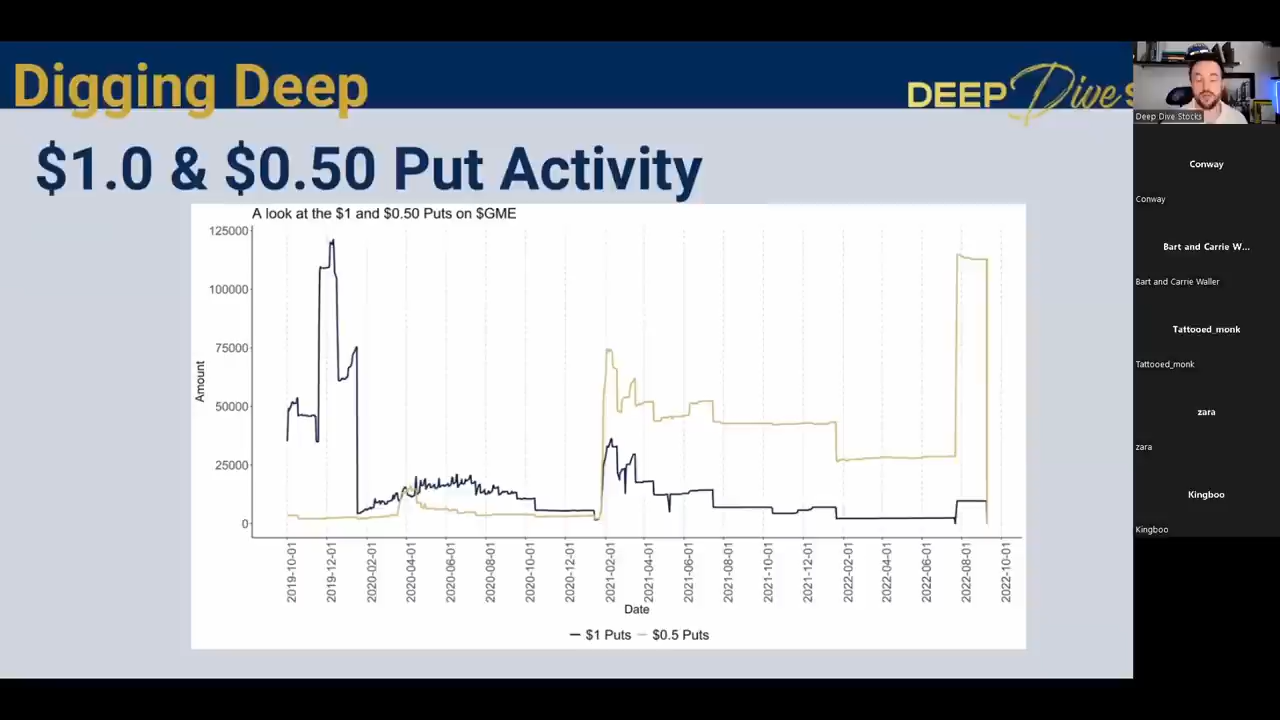 Digging Deep
DEEP Dive S
$1.0 & $0.50 Put Activity
A look at the $1 and $0.50 Puts on $GME
125000
100000
75000
50000
25000
0
Amount
2019-10-01
2019-12-01
2020-02-01
2020-04-01
2020-06-01
2020-08-01
2020-10-01
2020-12-01
2021-02-01
2021-04-01
2021-06-01
2021-08-01
2021-10-01
2021-12-01
2022-02-01
2022-04-01
2022-06-01
2022-08-01
2022-10-01
Date
$1 Puts
$0.5 Puts
Deep Dive Stocks
Conway
Conway
Bart and Carrie W...
Bart and Carrie Waller
Tattooed_monk
Tattooed_monk
zara
zara
Kingboo
Kingboo